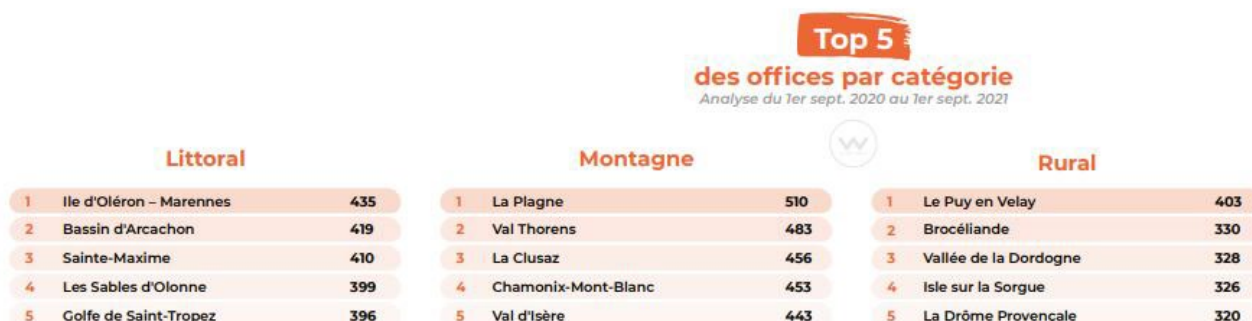 Top 5
des offices par catégorie
Analyse du 1er sept. 2020 au 1er sept. 2021
Littoral
1 Ile d'Oléron – Marennes 435
2 Bassin d'Arcachon 419
3 Sainte-Maxime 410
4 Les Sables d'Olonne 399
5 Golfe de Saint-Tropez 396
Montagne
1 La Plagne 510
2 Val Thorens 483
3 La Clusaz 456
4 Chamonix-Mont-Blanc 453
5 Val d'Isère 443
Rural
1 Le Puy en Velay 403
2 Brocéliande 330
3 Vallée de la Dordogne 328
4 Isle sur la Sorgue 326
5 La Drôme Provençale 320